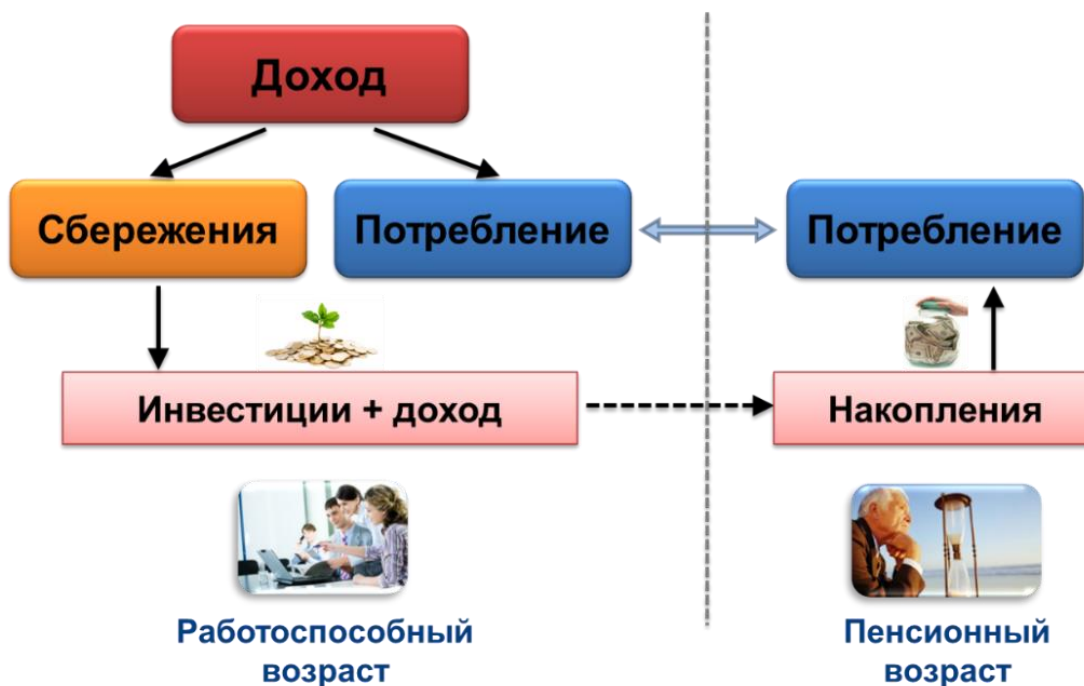 Доход
Сбережения
Потребление
Потребление
Инвестиции + доход
Накопления
Работоспособный
возраст
Пенсионный
возраст